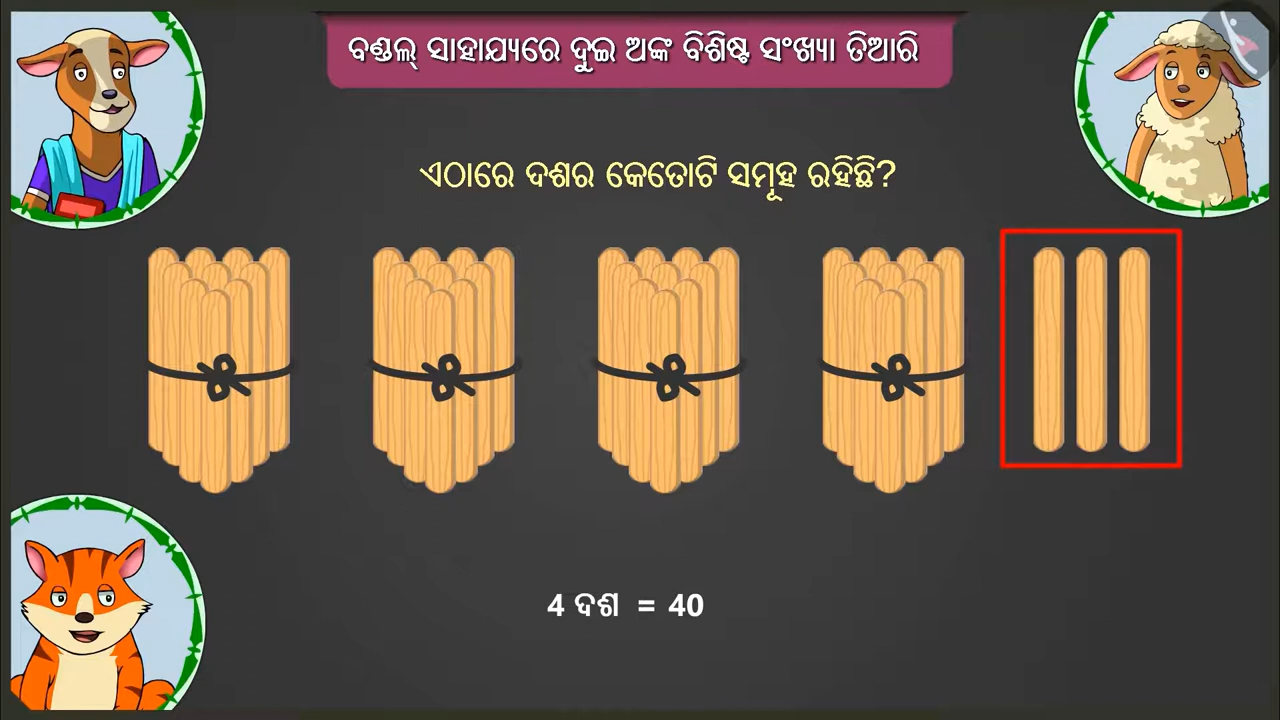 ବଣ୍ଡଲ୍ ସାହାଯ୍ୟରେ ଦୁଇ ଅଙ୍କ ବିଶିଷ୍ଟ ସଂଖ୍ୟା ତିଆରି
ଏଠାରେ ଦଶର କେତୋଟି ସମୂହ ରହିଛି?
4 ଦଶ = 40